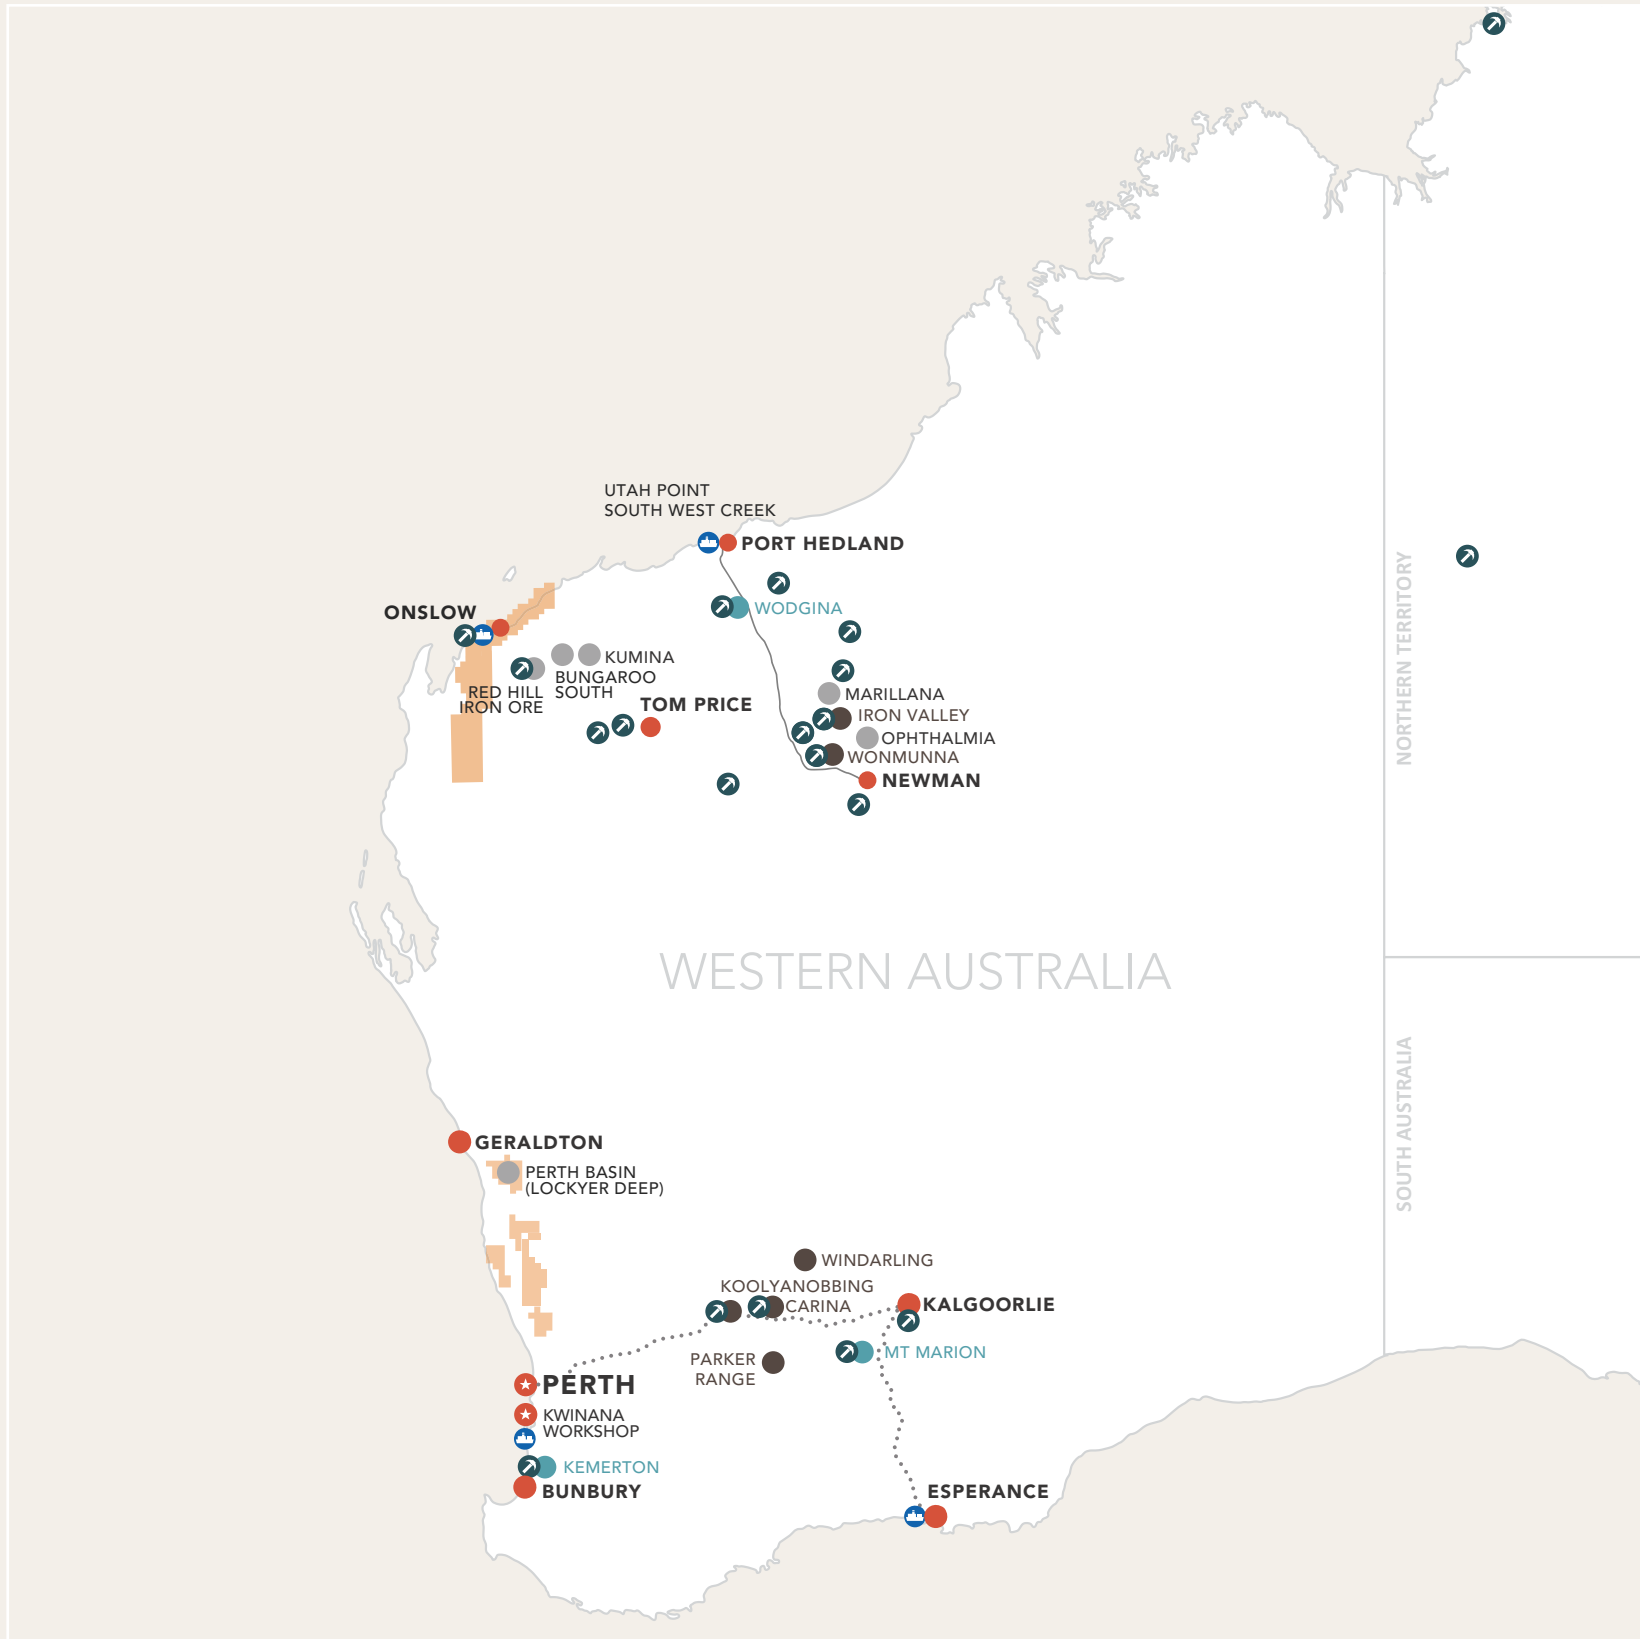 UTAH POINT
SOUTH WEST CREEK
PORT HEDLAND
WODGINA
ONSLOW
KUMINA
BUNGAROO
SOUTH
RED HILL
IRON ORE
TOM PRICE
MARILLANA
IRON VALLEY
OPHTHALMIA
WONMUNNA
NEWMAN
NORTHERN TERRITORY
WESTERN AUSTRALIA
SOUTH AUSTRALIA
GERALDTON
PERTH BASIN
(LOCKYER DEEP)
WINDARLING
KOOLYANOBBING
CARINA
KALGOORLIE
MT MARION
PARKER
RANGE
PERTH
KWINANA
WORKSHOP
KEMERTON
BUNBURY
ESPERANCE